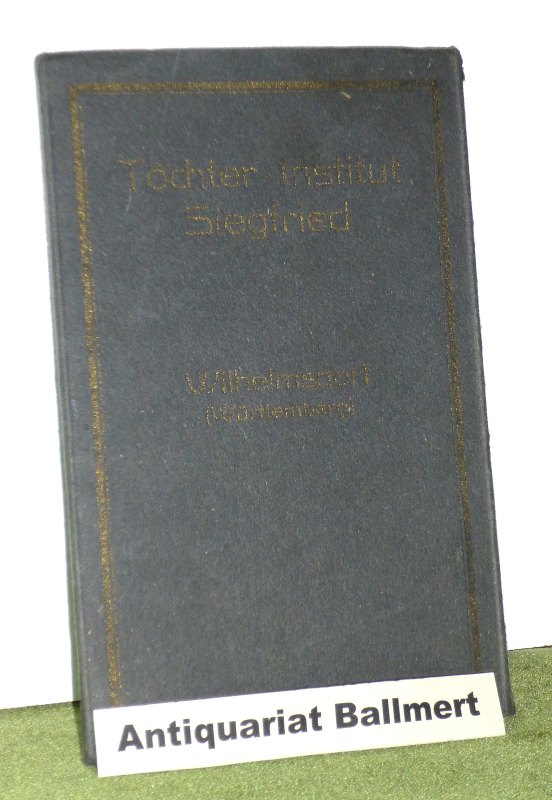 Töchter-Institut
Siegfried
Wilhelmsdorf
(Württemberg)
Antiquariat Ballmert